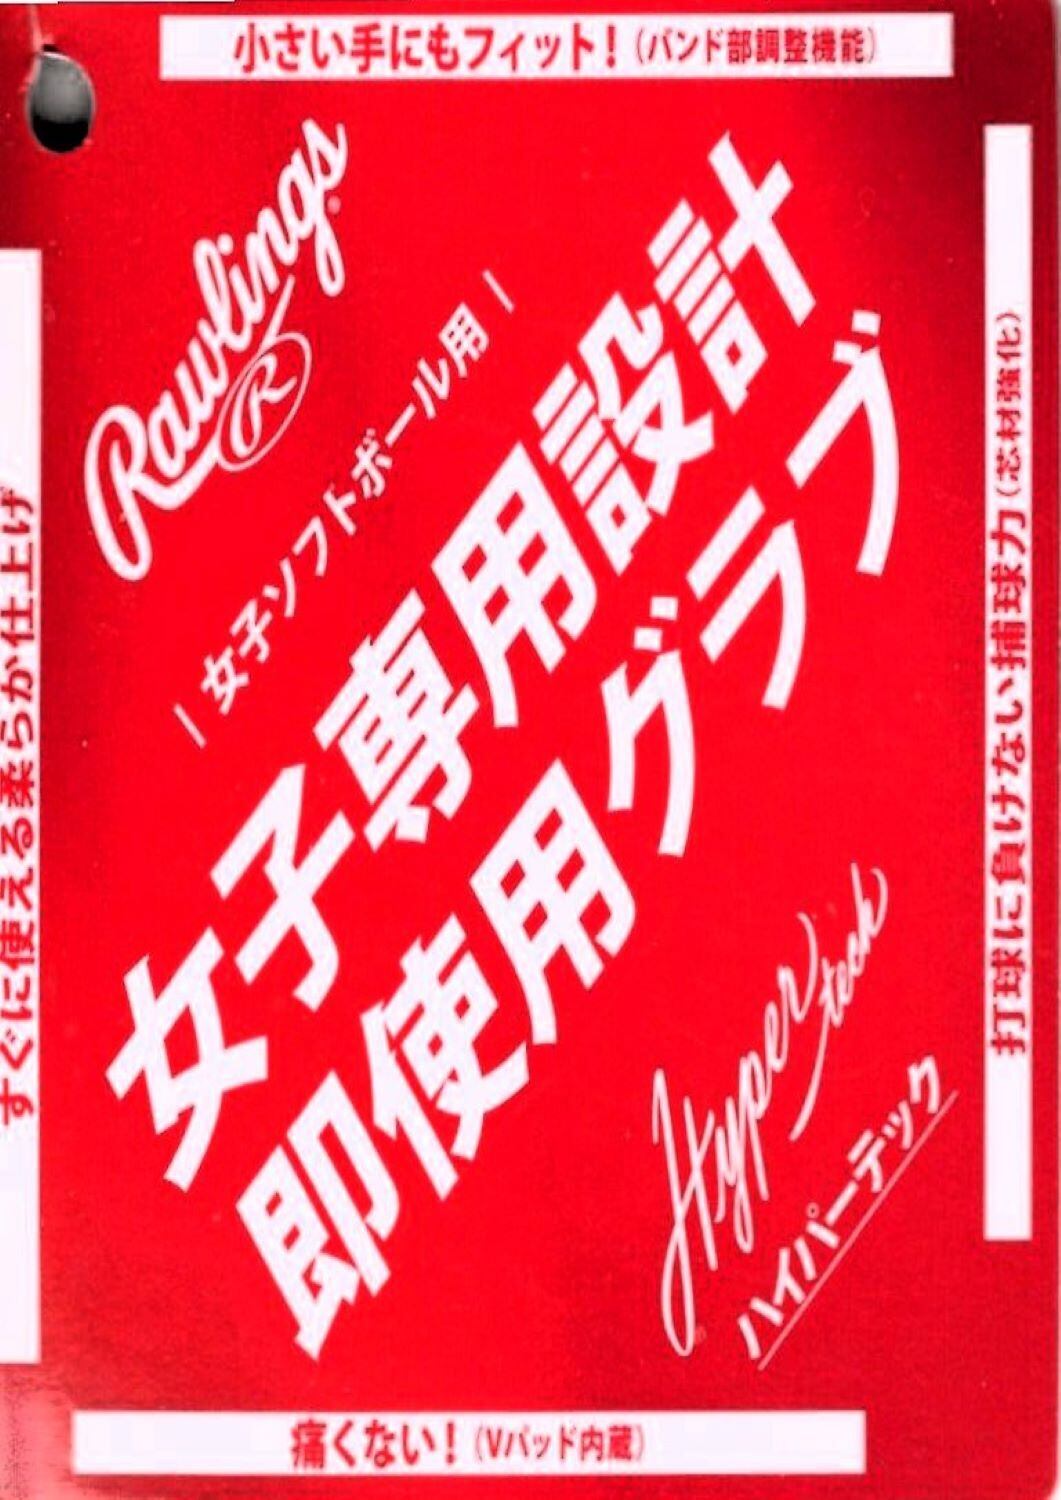 小さい手にもフィット!(バンド部調整機能)
Rawlings
R
| 女子ソフトボール用 |
女子専用設計
即使用グラブ
Hyper tech
ハイパーテック
すぐに使える柔らか仕上げ
打球に負けない捕球力(芯材強化)
痛くない!(Vパッド内蔵)